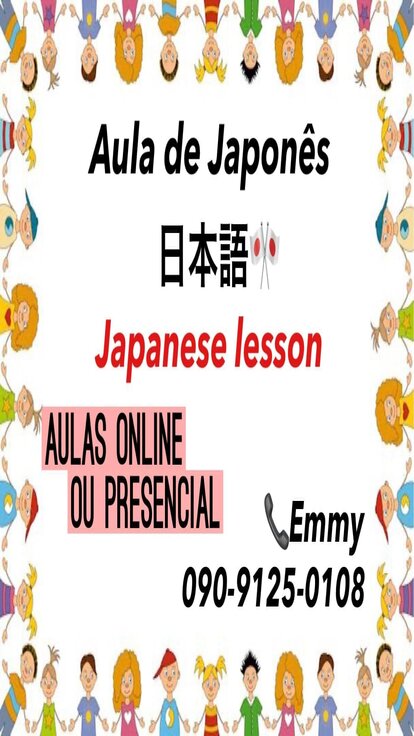 Aula de Japonês
日本語🎌
Japanese lesson
AULAS ONLINE
OU PRESENCIAL
📞Emmy
090-9125-0108